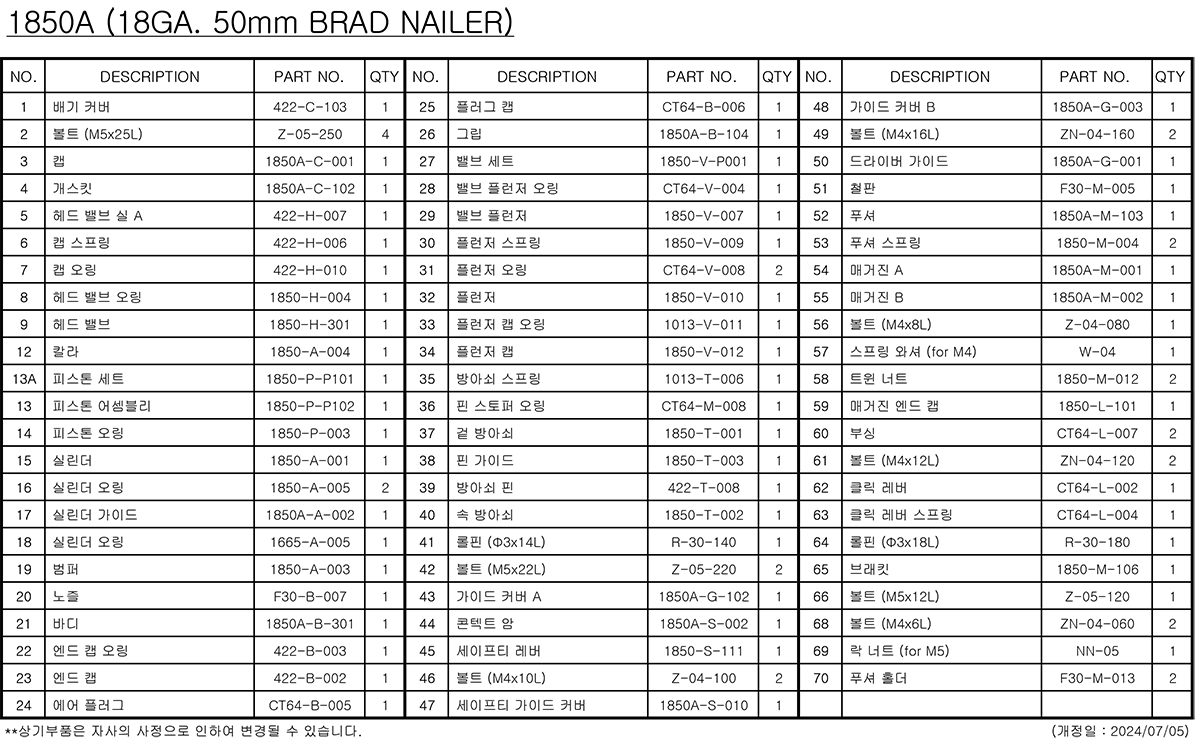 1850A (18GA. 50mm BRAD NAILER)
NO. DESCRIPTION PART NO. QTY NO. DESCRIPTION PART NO. QTY NO. DESCRIPTION PART NO. QTY
1 배기 커버 422-C-103 1 25 플러그 캡 CT64-B-006 1 48 가이드 커버 B 1850A-G-003 1
2 볼트 (M5x25L) Z-05-250 4 26 그립 1850A-B-104 1 49 볼트 (M4x16L) ZN-04-160 2
3 캡 1850A-C-001 1 27 밸브 세트 1850-V-P001 1 50 드라이버 가이드 1850A-G-001 1
4 개스킷 1850A-C-102 1 28 밸브 플런저 오링 CT64-V-004 1 51 철판 F30-M-005 1
5 헤드 밸브 실 A 422-H-007 1 29 밸브 플런저 1850-V-007 1 52 푸셔 1850A-M-103 1
6 캡 스프링 422-H-006 1 30 플런저 스프링 1850-V-009 1 53 푸셔 스프링 1850-M-004 2
7 캡 오링 422-H-010 1 31 플런저 오링 CT64-V-008 2 54 매거진 A 1850A-M-001 1
8 헤드 밸브 오링 1850-H-004 1 32 플런저 1850-V-010 1 55 매거진 B 1850A-M-002 1
9 헤드 밸브 1850-H-301 1 33 플런저 캡 오링 1013-V-011 1 56 볼트 (M4x8L) Z-04-080 1
12 칼라 1850-A-004 1 34 플런저 캡 1850-V-012 1 57 스프링 와셔 (for M4) W-04 1
13A 피스톤 세트 1850-P-P101 1 35 방아쇠 스프링 1013-T-006 1 58 트윈 너트 1850-M-012 2
13 피스톤 어셈블리 1850-P-P102 1 36 핀 스토퍼 오링 CT64-M-008 1 59 매거진 엔드 캡 1850-L-101 1
14 피스톤 오링 1850-P-003 1 37 겉 방아쇠 1850-T-001 1 60 부싱 CT64-L-007 2
15 실린더 1850-A-001 1 38 핀 가이드 1850-T-003 1 61 볼트 (M4x12L) ZN-04-120 2
16 실린더 오링 1850-A-005 2 39 방아쇠 핀 422-T-008 1 62 클릭 레버 CT64-L-002 1
17 실린더 가이드 1850A-A-002 1 40 속 방아쇠 1850-T-002 1 63 클릭 레버 스프링 CT64-L-004 1
18 실린더 오링 1665-A-005 1 41 롤핀 (Φ3x14L) R-30-140 1 64 롤핀 (Φ3x18L) R-30-180 1
19 범퍼 1850-A-003 1 42 볼트 (M5x22L) Z-05-220 2 65 브래킷 1850-M-106 1
20 노즐 F30-B-007 1 43 가이드 커버 A 1850A-G-102 1 66 볼트 (M5x12L) Z-05-120 1
21 바디 1850A-B-301 1 44 콘텍트 암 1850A-S-002 1 68 볼트 (M4x6L) ZN-04-060 2
22 엔드 캡 오링 422-B-003 1 45 세이프티 레버 1850-S-111 1 69 락 너트 (for M5) NN-05 1
23 엔드 캡 422-B-002 1 46 볼트 (M4x10L) Z-04-100 2 70 푸셔 홀더 F30-M-013 2
24 에어 플러그 CT64-B-005 1 47 세이프티 가이드 커버 1850A-S-010 1
**상기부품은 자사의 사정으로 인하여 변경될 수 있습니다. (개정일 : 2024/07/05)